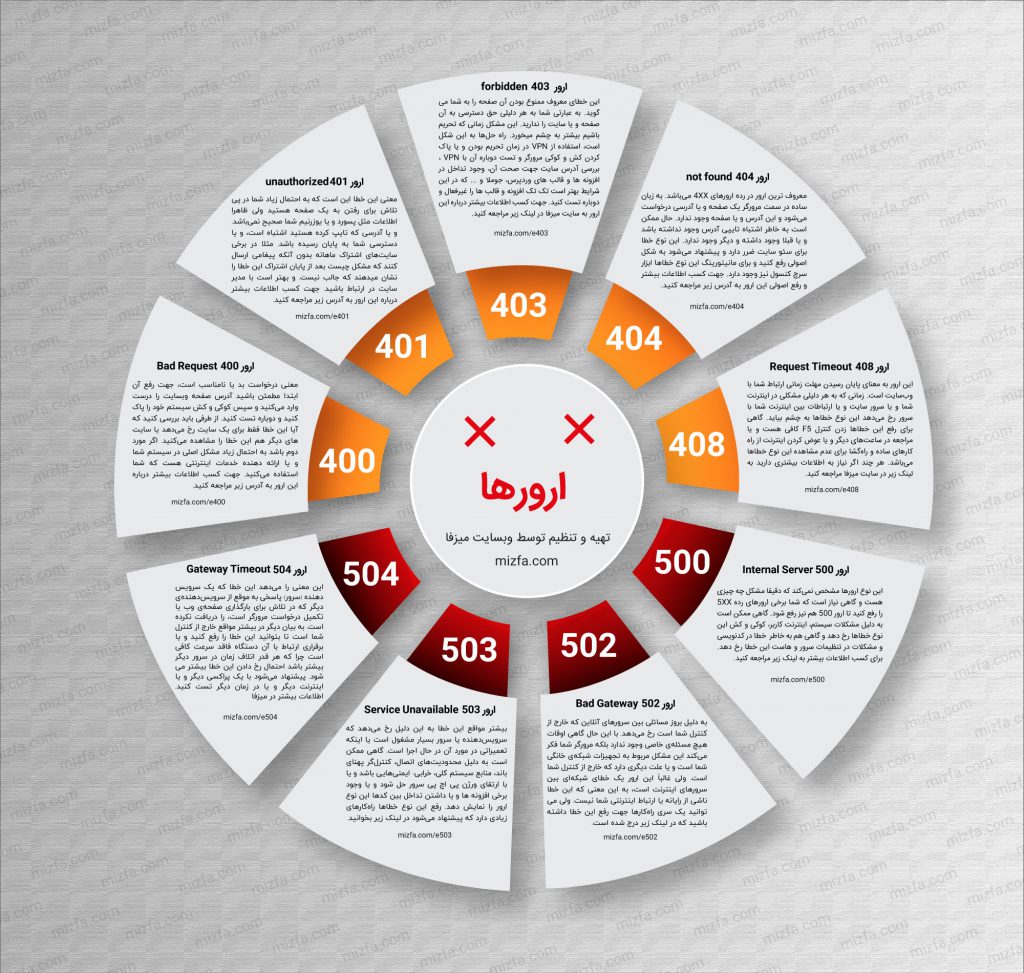 ارورها
تهیه و تنظیم توسط وبسایت میزفا
mizfa.com
400
ارور 400 Bad Request
معنی درخواست بد یا نامناسب است، جهت رفع آن
ابتدا مطمئن باشید آدرس صفحه وبسایت را درست
وارد می‌کنید و سپس کوکی و کش سیستم خود را پاک
کنید و دوباره تست کنید. از طرفی باید بررسی کنید که
آیا این خطا فقط برای یک سایت رخ می‌دهد یا سایت
های دیگر هم این خطا را مشاهده می‌کنید. اگر مورد
دوم باشد به احتمال زیاد مشکل اصلی در سیستم شما
و یا ارائه دهنده خدمات اینترنتی هست که شما
استفاده می‌کنید. جهت کسب اطلاعات بیشتر درباره
این ارور به آدرس زیر مراجعه کنید.
mizfa.com/e400
401
ارور 401 unauthorized
معنی این خطا این است که به احتمال زیاد شما در پی
تلاش برای رفتن به یک صفحه هستید ولی ظاهرا
اطلاعات مثل پسورد و یا یوزرنیم شما صحیح نمی‌باشد.
و یا آدرسی که تایپ کرده هستید اشتباه است، و یا
دسترسی شما به پایان رسیده باشد. مثلا در برخی
سایت‌های اشتراک ماهانه بدون آنکه پیغامی ارسال
کنند که مشکل چیست بعد از پایان اشتراک این خطا را
نشان میدهند که جالب نیست. و بهتر است با مدیر
سایت در ارتباط باشید. جهت کسب اطلاعات بیشتر
درباره این ارور به آدرس زیر مراجعه کنید.
mizfa.com/e401
403
ارور 403 forbidden
این خطای معروف ممنوع بودن آن صفحه را به شما می
گوید. به عبارتی شما به هر دلیلی حق دسترسی به آن
صفحه و یا سایت را ندارید. این مشکل زمانی که تحریم
باشیم بیشتر به چشم میخورد. راه حل‌ها به این شکل
است، استفاده از VPN در زمان تحریم بودن و یا پاک
کردن کش و کوکی مرورگر و تست دوباره آن با VPN ،
بررسی آدرس سایت جهت صحت آن، وجود تداخل در
افزونه ها و قالب های وردپرس، جوملا و ... که در این
شرایط بهتر است تک تک افزونه و قالب ها را غیرفعال و
دوباره تست کنید. جهت کسب اطلاعات بیشتر درباره این
ارور به سایت میزفا در لینک زیر مراجعه کنید.
mizfa.com/e403
404
ارور 404 not found
معروف ترین ارور در رده ارورهای 4XX می‌باشد. به زبان
ساده در سمت مرورگر یک صفحه و یا آدرسی درخواست
می‌شود و این آدرس و یا صفحه وجود ندارد. حال ممکن
است به خاطر اشتباه تایپی آدرس وجود نداشته باشد
و یا قبلا وجود داشته و دیگر وجود ندارد. این نوع خطا
برای سئو سایت ضرر دارد و پیشنهاد می‌شود به شکل
اصولی رفع کنید و برای مانیتورینگ این نوع خطاها ابزار
سرچ کنسول نیز وجود دارد. جهت کسب اطلاعات بیشتر
و رفع اصولی این ارور به آدرس زیر مراجعه کنید.
mizfa.com/e404
408
ارور 408 Request Timeout
این ارور به معنای پایان رسیدن مهلت زمانی ارتباط شما با
وب‌سایت است. زمانی که به هر دلیلی مشکلی در اینترنت
شما و یا سرور سایت و یا ارتباطات بین اینترنت شما با
سرور رخ می‌دهد این نوع خطاها به چشم بیاید. گاهی
برای رفع این خطاها زدن کنترل F5 کافی هست و یا
مراجعه در ساعت‌های دیگر و یا عوض کردن اینترنت از راه
کارهای ساده و راه‌گشا برای عدم مشاهده این نوع خطاها
می‌باشد. هر چند اگر نیاز به اطلاعات بیشتری دارید به
لینک زیر در سایت میزفا مراجعه کنید.
mizfa.com/e408
500
ارور 500 Internal Server
این نوع ارورها مشخص نمی‌کند که دقیقا مشکل چه چیزی
هست و گاهی نیاز است که شما برخی ارورهای رده 5XX
را رفع کنید تا ارور 500 هم نیز رفع شود. گاهی ممکن است
به دلیل مشکلات سیستم، اینترنت کاربر، کوکی و کش این
نوع خطاها رخ دهد و گاهی هم به خاطر خطا در کدنویسی
و مشکلات در تنظیمات سرور و هاست این خطا رخ دهد.
برای کسب اطلاعات بیشتر به لینک زیر مراجعه کنید.
mizfa.com/e500
502
ارور 502 Bad Gateway
به دلیل بروز مسائلی بین سرورهای آنلاین که خارج از
کنترل شما است رخ می‌دهد. با این حال گاهی اوقات
هیچ مسئله‌ی خاصی وجود ندارد بلکه مرورگر شما فکر
می‌کند این مشکل مربوط به تجهیزات شبکه‌ی خانگی
شما است و یا علت دیگری دارد که خارج از کنترل شما
است. ولی غالباً این ارور یک خطای شبکه‌ای بین
سرورهای اینترنت است، به این معنی که این خطا
ناشی از رایانه یا ارتباط اینترنتی شما نیست. ولی می
توانید یک سری راه‌کارها جهت رفع این خطا داشته
باشید که در لینک زیر درج شده است.
mizfa.com/e502
503
ارور 503 Service Unavailable
بیشتر مواقع این خطا به این دلیل رخ می‌دهد که
سرویس‌دهنده یا سرور بسیار مشغول است یا اینکه
تعمیراتی در مورد آن در حال اجرا است. گاهی ممکن
است به دلیل محدودیت‌های اتصال، کنترل‌گر پهنای
باند، منابع سیستم کلی، خرابی ایمنی‌هایی باشد و یا
با ارتقای ورژن پی اچ پی سرور حل شود و یا وجود
برخی افزونه ها و یا داشتن تداخل بین کدها این نوع
ارور را نمایش دهد. رفع این نوع خطاها راه‌کارهای
زیادی دارد که پیشنهاد می‌شود در لینک زیر بخوانید.
mizfa.com/e503
504
ارور 504 Gateway Timeout
این معنی را می‌دهد این خطا که یک سرویس
دهنده (سرور) پاسخی به موقع از سرویس‌دهنده‌ی
دیگر که در تلاش برای بارگذاری صفحه‌ی وب یا
تکمیل درخواست مرورگر است، را دریافت نکرده
است به بیان دیگر در بیشتر مواقع خارج از کنترل
شما است تا بتوانید این خطا را رفع کنید و یا
برقراری ارتباط با آن دستگاه فاقد سرعت کافی
است چرا که هر قدر اتلاف زمان در سرور دیگر
بیشتر باشد احتمال رخ دادن این خطا بیشتر می
شود. پیشنهاد می‌شود با یک پراکسی دیگر و یا
اینترنت دیگر و یا در زمان دیگر تست کنید.
اطلاعات بیشتر در میزفا
mizfa.com/e504